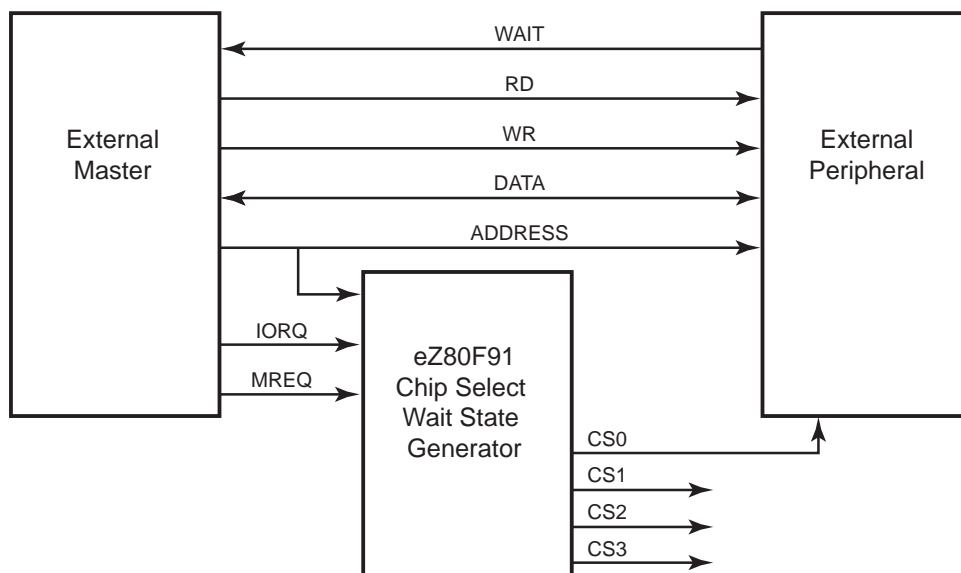 WAIT
RD
External
Master
WR
External
Peripheral
DATA
ADDRESS
IORQ
MREQ
eZ80F91
Chip Select
Wait State
Generator
CS0
CS1
CS2
CS3